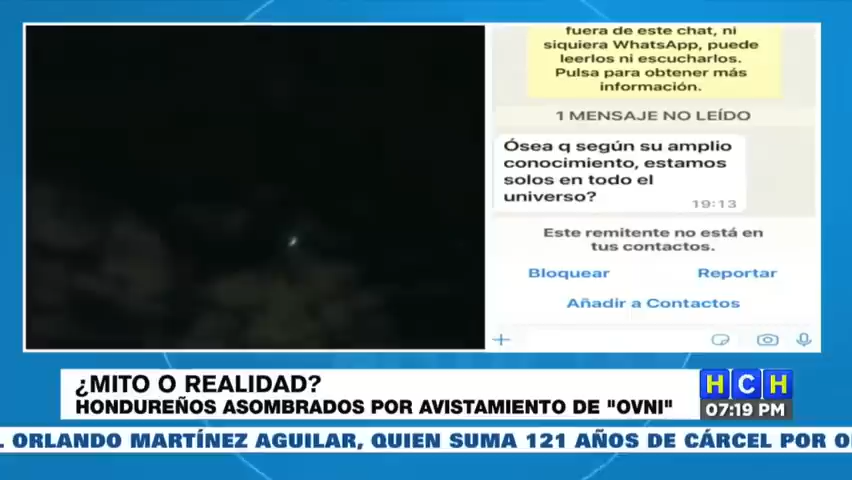 fuera de este chat, ni
siquiera WhatsApp, puede
leerlos ni escucharlos.
Pulsa para obtener más
información.
1 MENSAJE NO LEÍDO
Ósea q según su amplio
conocimiento, estamos
solos en todo el
universo?
19:13
Este remitente no está en
tus contactos.
Bloquear Reportar
Añadir a Contactos
¿MITO O REALIDAD?
HONDUREÑOS ASOMBRADOS POR AVISTAMIENTO DE "OVNI"
HCH
07:19 PM
L ORLANDO MARTÍNEZ AGUILAR, QUIEN SUMA 121 AÑOS DE CÁRCEL POR O